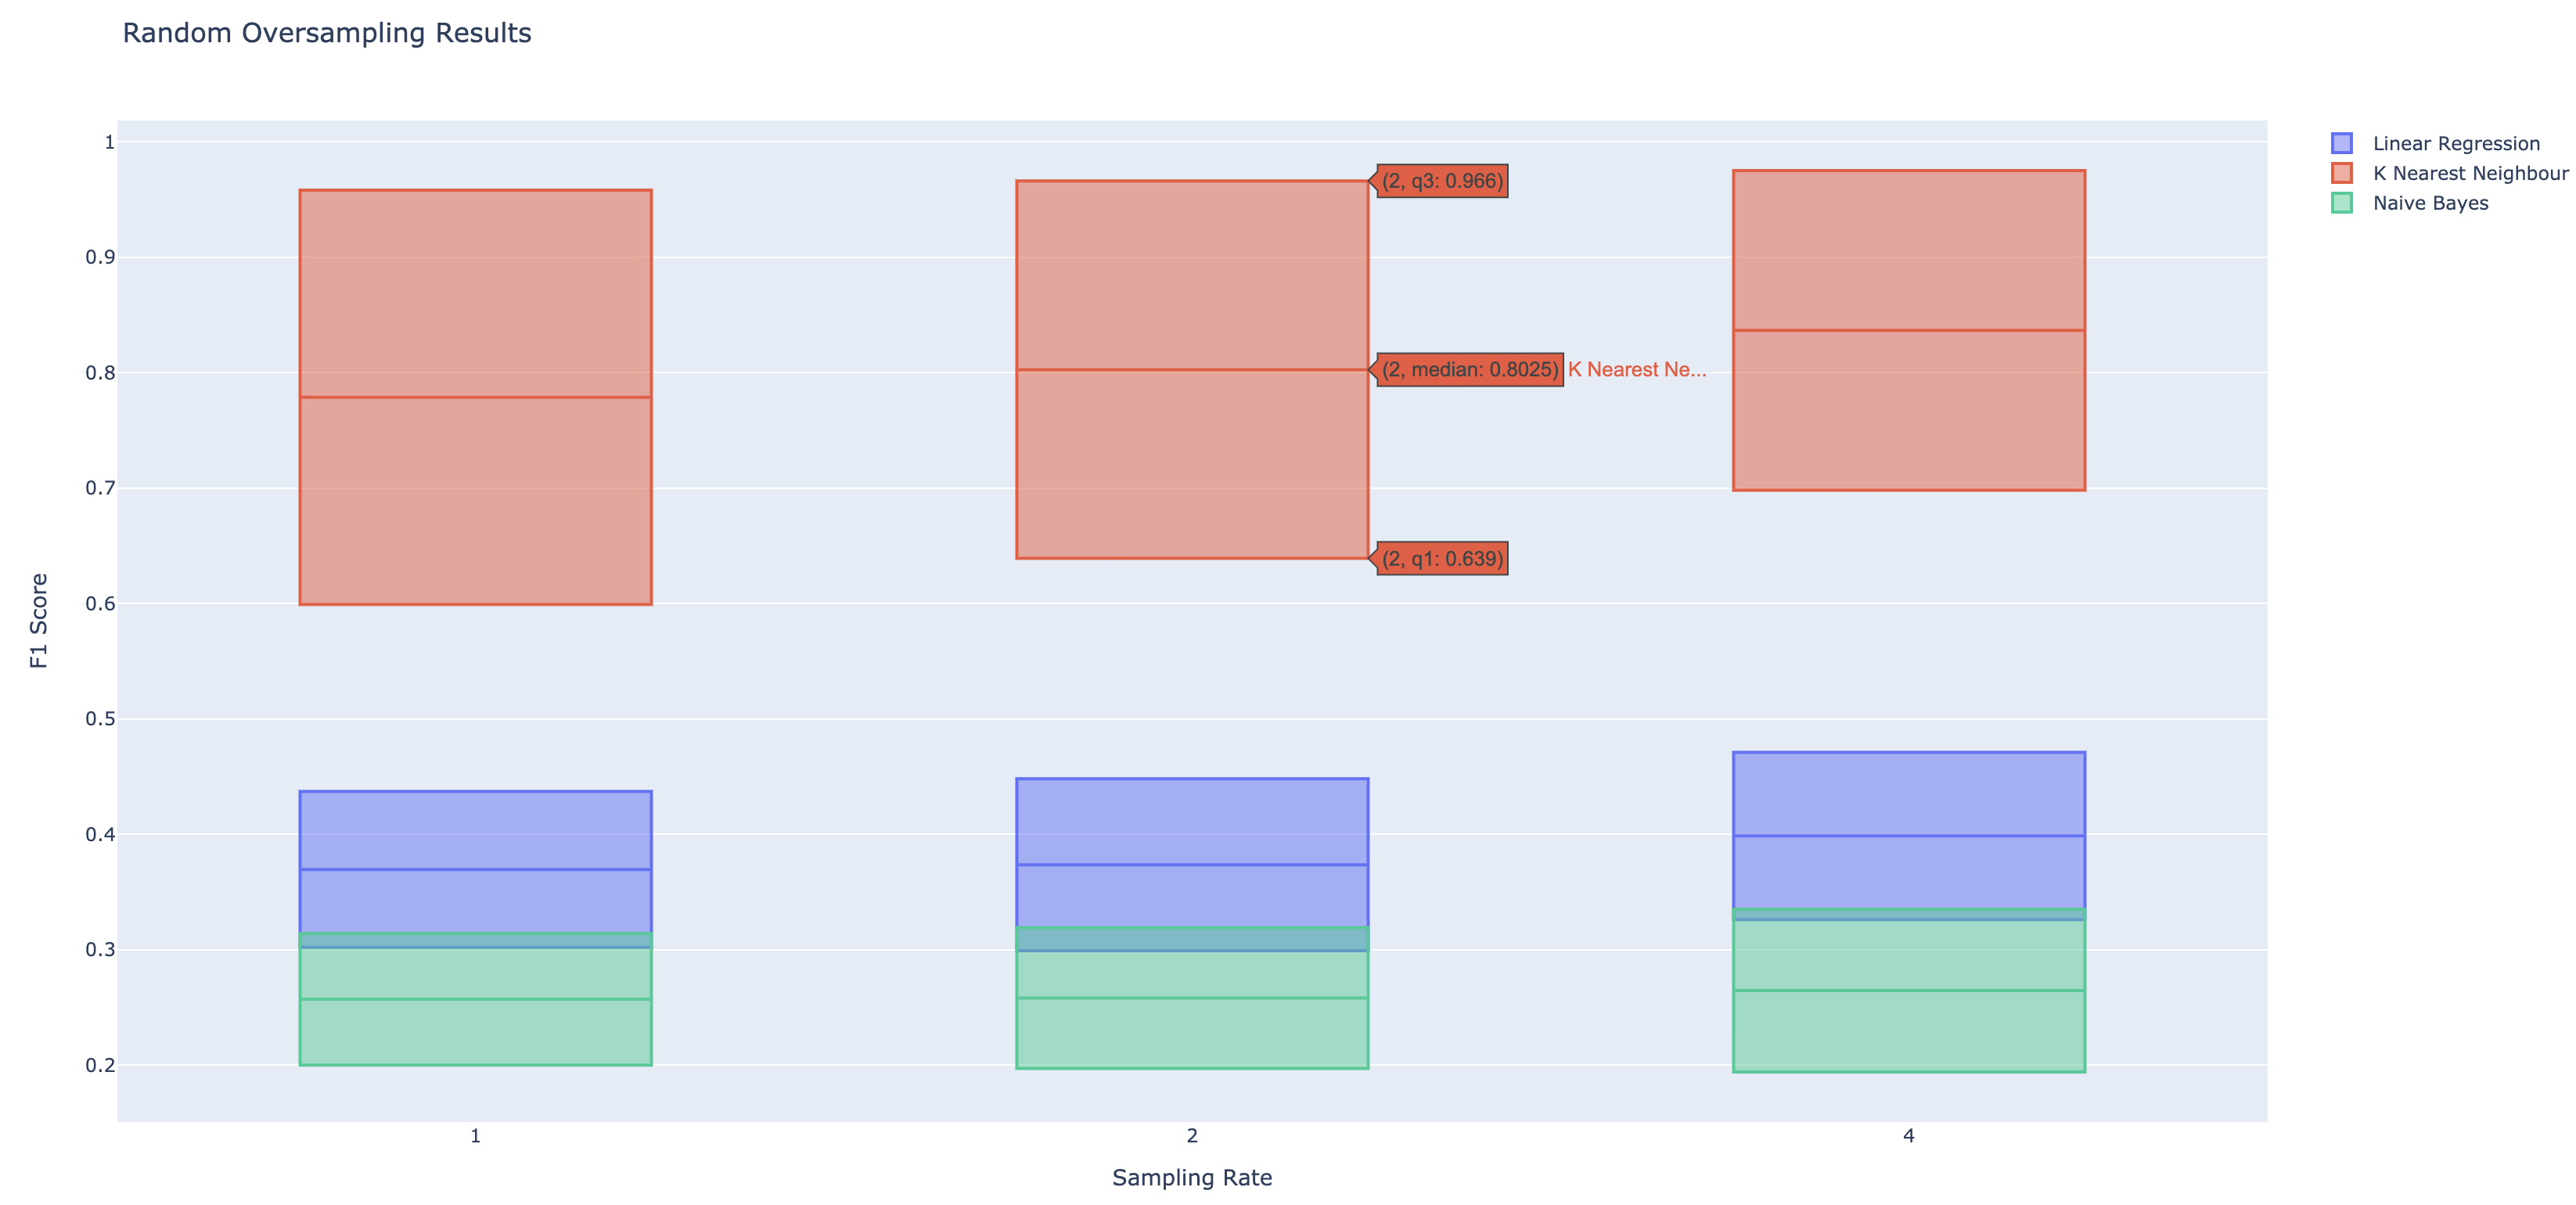 Random Oversampling Results
1
0.9
0.8
0.7
0.6
0.5
0.4
0.3
0.2
F1 Score
(2, q3: 0.966)
(2, median: 0.8025) K Nearest Ne...
(2, q1: 0.639)
1
2
4
Sampling Rate
Linear Regression
K Nearest Neighbour
Naive Bayes